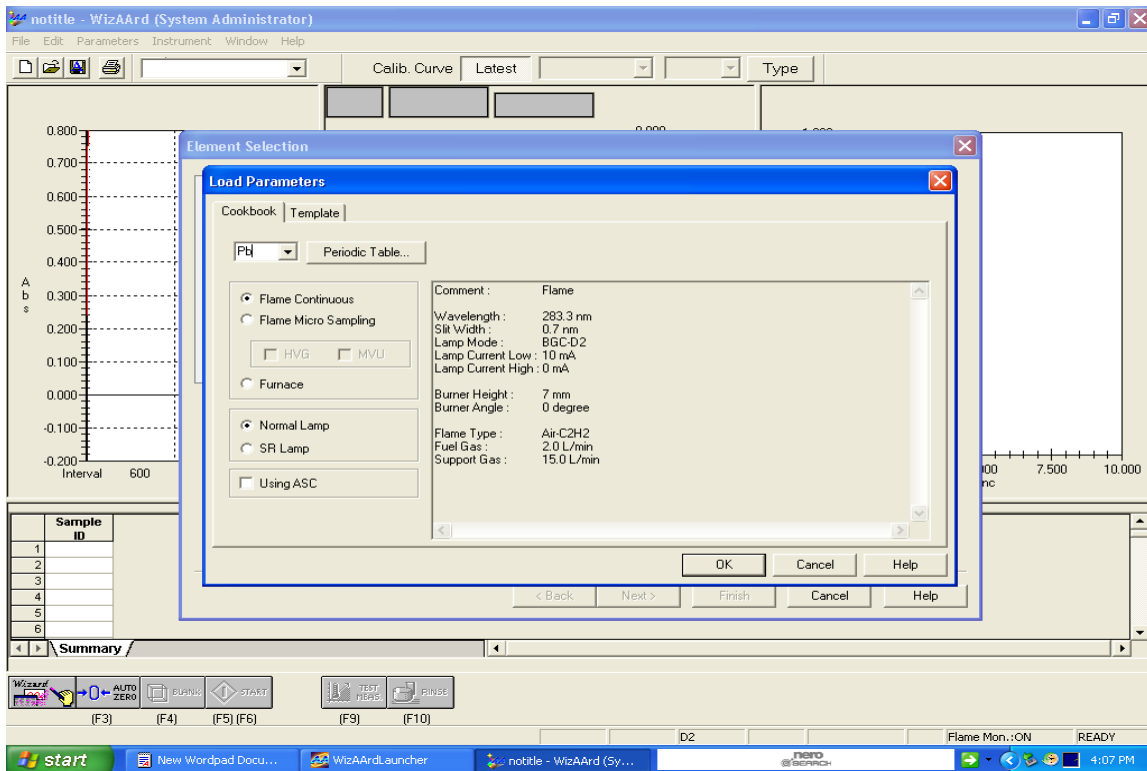 notitle - WizAArd (System Administrator)
File Edit Parameters Instrument Window Help
Calib. Curve Latest Type
0.800
0.700
0.600
0.500
0.400
0.300
0.200
0.100
0.000
-0.100
-0.200
Abs
Interval 600
Element Selection
Load Parameters
Cookbook Template
Pb Periodic Table...
Flame Continuous
Flame Micro Sampling
HVG MVU
Furnace
Normal Lamp
SR Lamp
Using ASC
Comment : Flame
Wavelength : 283.3 nm
Slit Width : 0.7 nm
Lamp Mode : BGC-D2
Lamp Current Low : 10 mA
Lamp Current High : 0 mA
Burner Height : 7 mm
Burner Angle : 0 degree
Flame Type : Air-C2H2
Fuel Gas : 2.0 L/min
Support Gas : 15.0 L/min
OK Cancel Help
< Back Next > Finish Cancel Help
7.500 10.000
Sample
ID
1
2
3
4
5
6
Summary
Wizard AUTO ZERO BLANK START TEST MEAS. RINSE
(F3) (F4) (F5) (F6) (F9) (F10)
D2 Flame Mon.:ON READY
start New Wordpad Docu... WizAArdLauncher notitle - WizAArd (Sy... nero SEARCH 4:07 PM